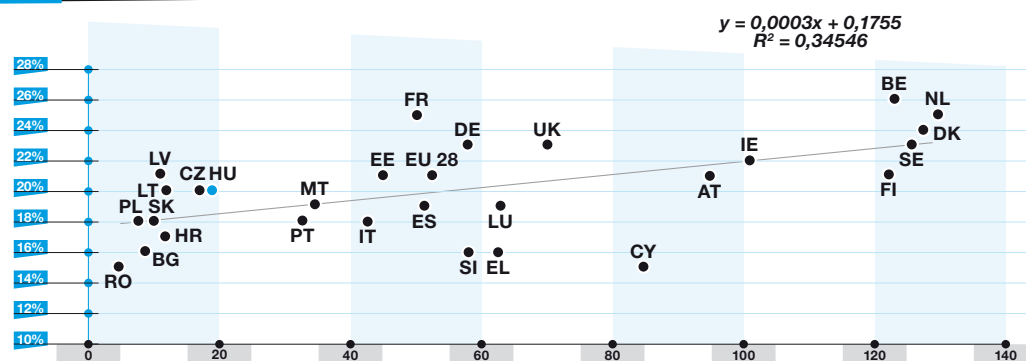 y = 0,0003x + 0,1755
R² = 0,34546
28%
26%
24%
22%
20%
18%
16%
14%
12%
10%
BE
NL
FR
DE
UK
DK
IE
SE
LV
CZ HU
EE
EU 28
AT
FI
LT
MT
PL SK
HR
PT
IT
ES
LU
BG
SI
EL
CY
RO
0
20
40
60
80
100
120
140